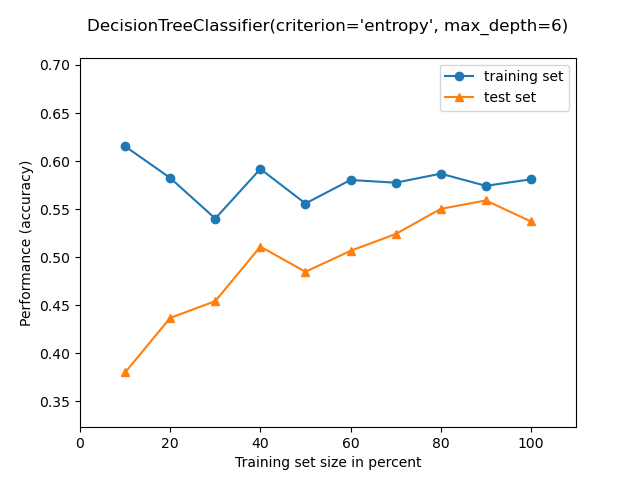 DecisionTreeClassifier(criterion='entropy', max_depth=6)
training set
test set
Performance (accuracy)
0.70
0.65
0.60
0.55
0.50
0.45
0.40
0.35
0 20 40 60 80 100
Training set size in percent